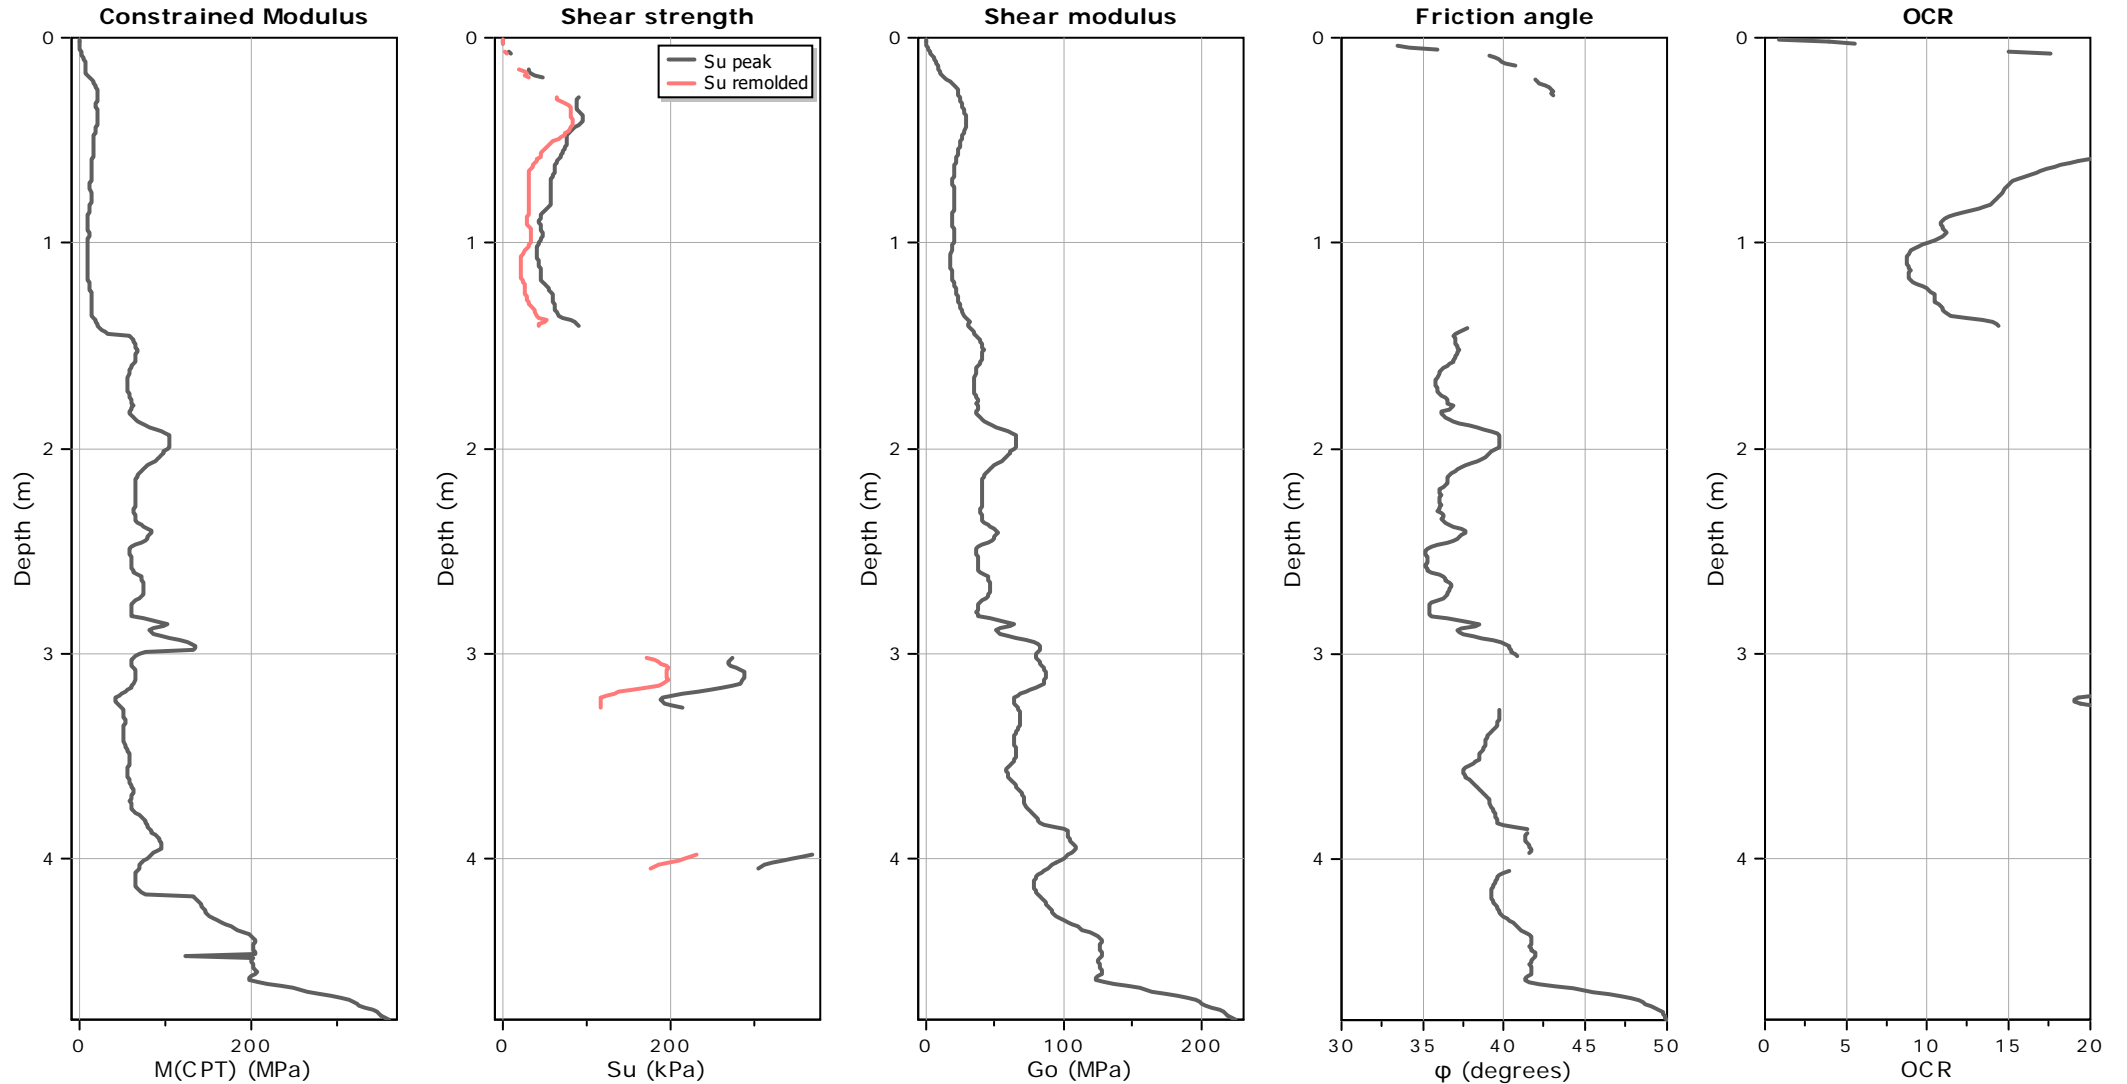 Constrained Modulus
0
1
2
3
4
Depth (m)
0
200
M(CPT) (MPa)
Shear strength
Su peak
Su remolded
0
1
2
3
4
Depth (m)
0
200
Su (kPa)
Shear modulus
0
1
2
3
4
Depth (m)
0
100
200
Go (MPa)
Friction angle
0
1
2
3
4
Depth (m)
30
35
40
45
50
φ (degrees)
OCR
0
1
2
3
4
Depth (m)
0
5
10
15
20
OCR